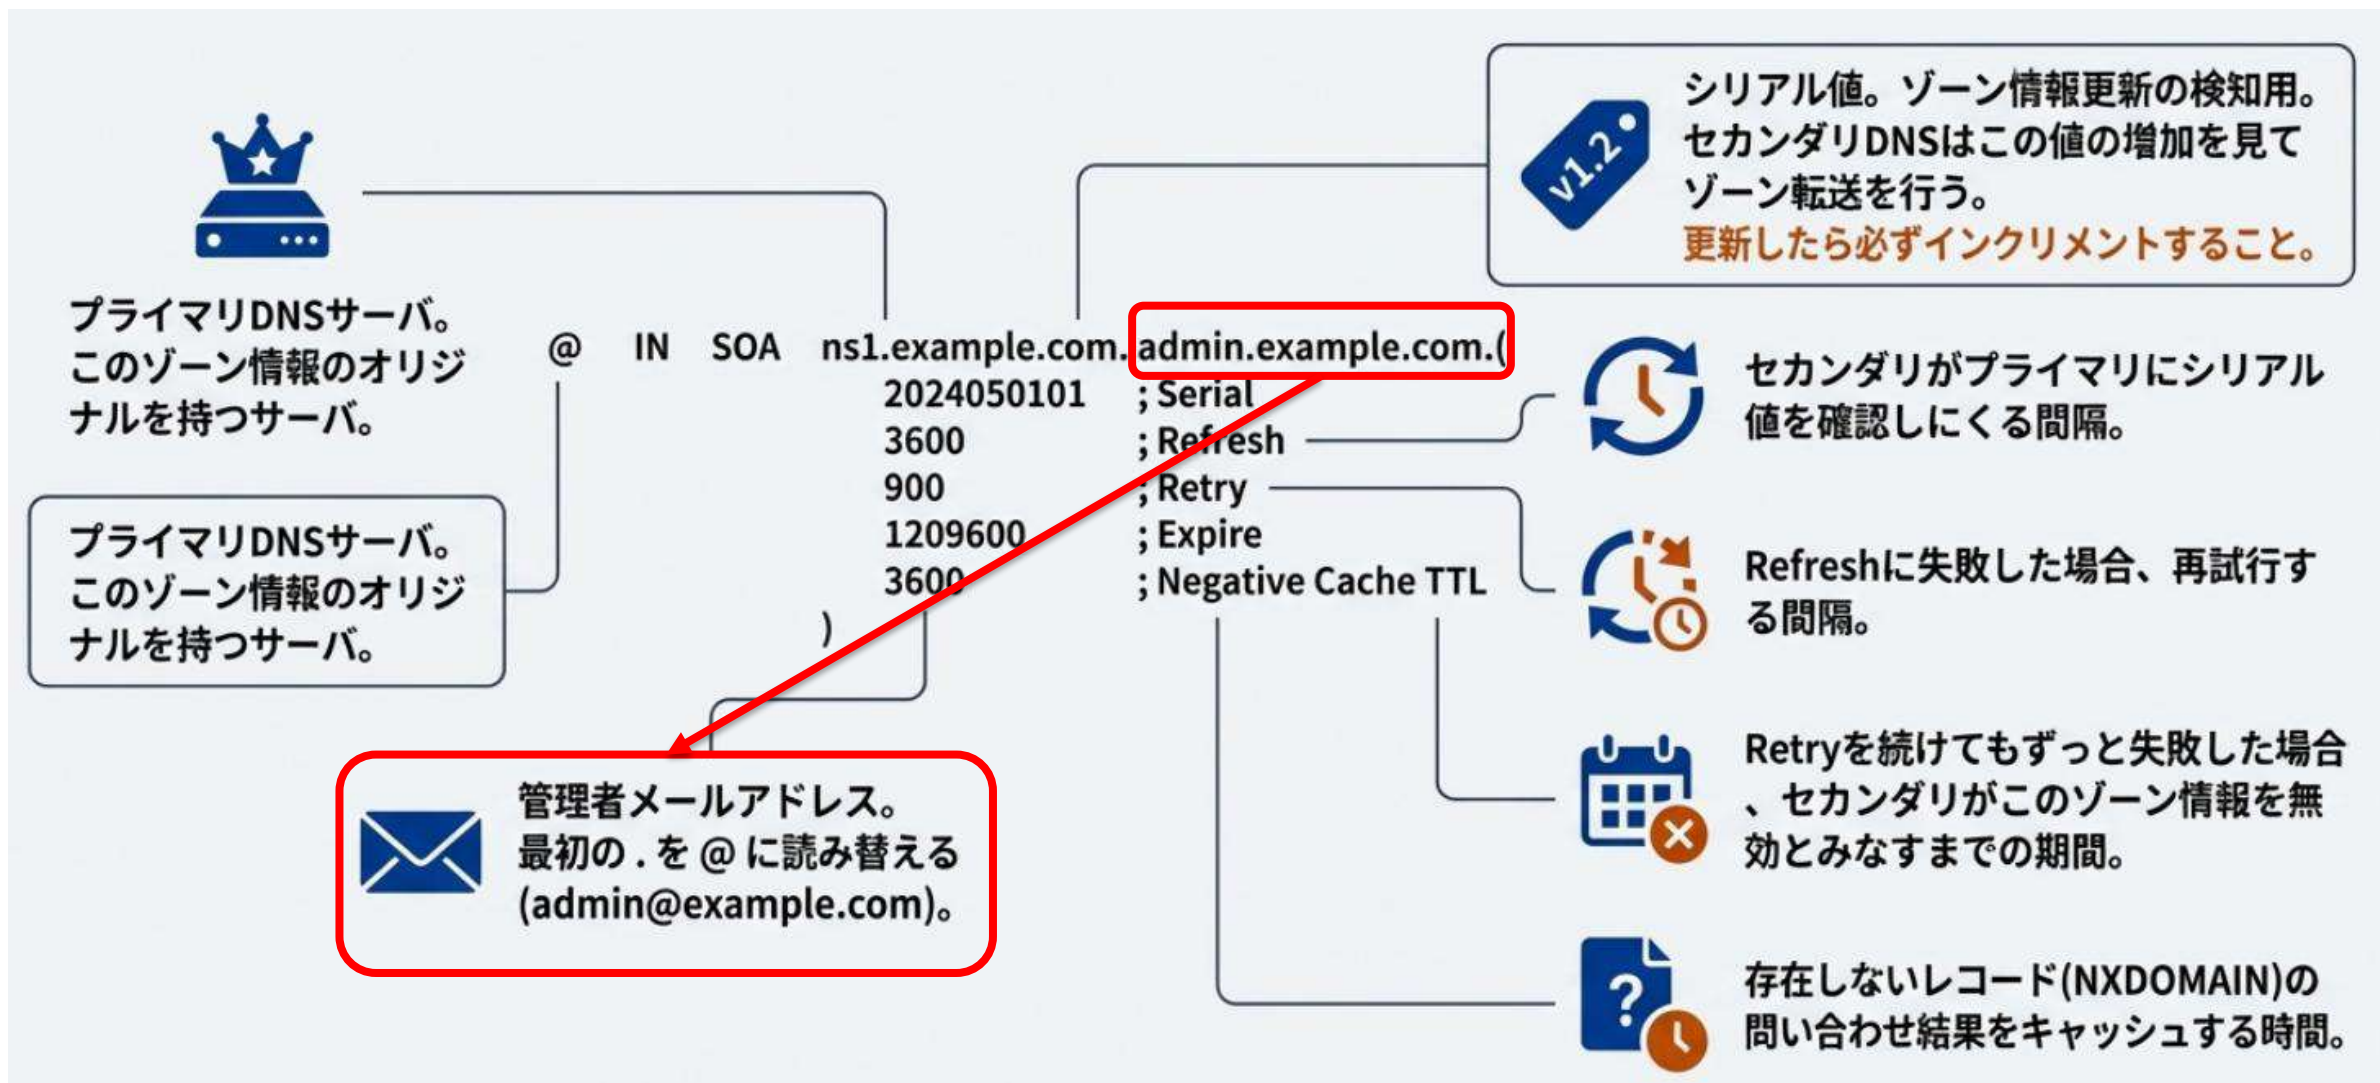 プライマリDNSサーバ。
このゾーン情報のオリジ
ナルを持つサーバ。
プライマリDNSサーバ。
このゾーン情報のオリジ
ナルを持つサーバ。
@ IN SOA ns1.example.com. admin.example.com.(
2024050101 ; Serial
3600 ; Refresh
900 ; Retry
1209600 ; Expire
3600 ; Negative Cache TTL
)
管理者メールアドレス。
最初の . を @ に読み替える
(admin@example.com)。
v1.2
シリアル値。ゾーン情報更新の検知用。
セカンダリDNSはこの値の増加を見て
ゾーン転送を行う。
更新したら必ずインクリメントすること。
セカンダリがプライマリにシリアル
値を確認しにくる間隔。
Refreshに失敗した場合、再試行す
る間隔。
Retryを続けてもずっと失敗した場合
、セカンダリがこのゾーン情報を無
効とみなすまでの期間。
?
存在しないレコード(NXDOMAIN)の
問い合わせ結果をキャッシュする時間。